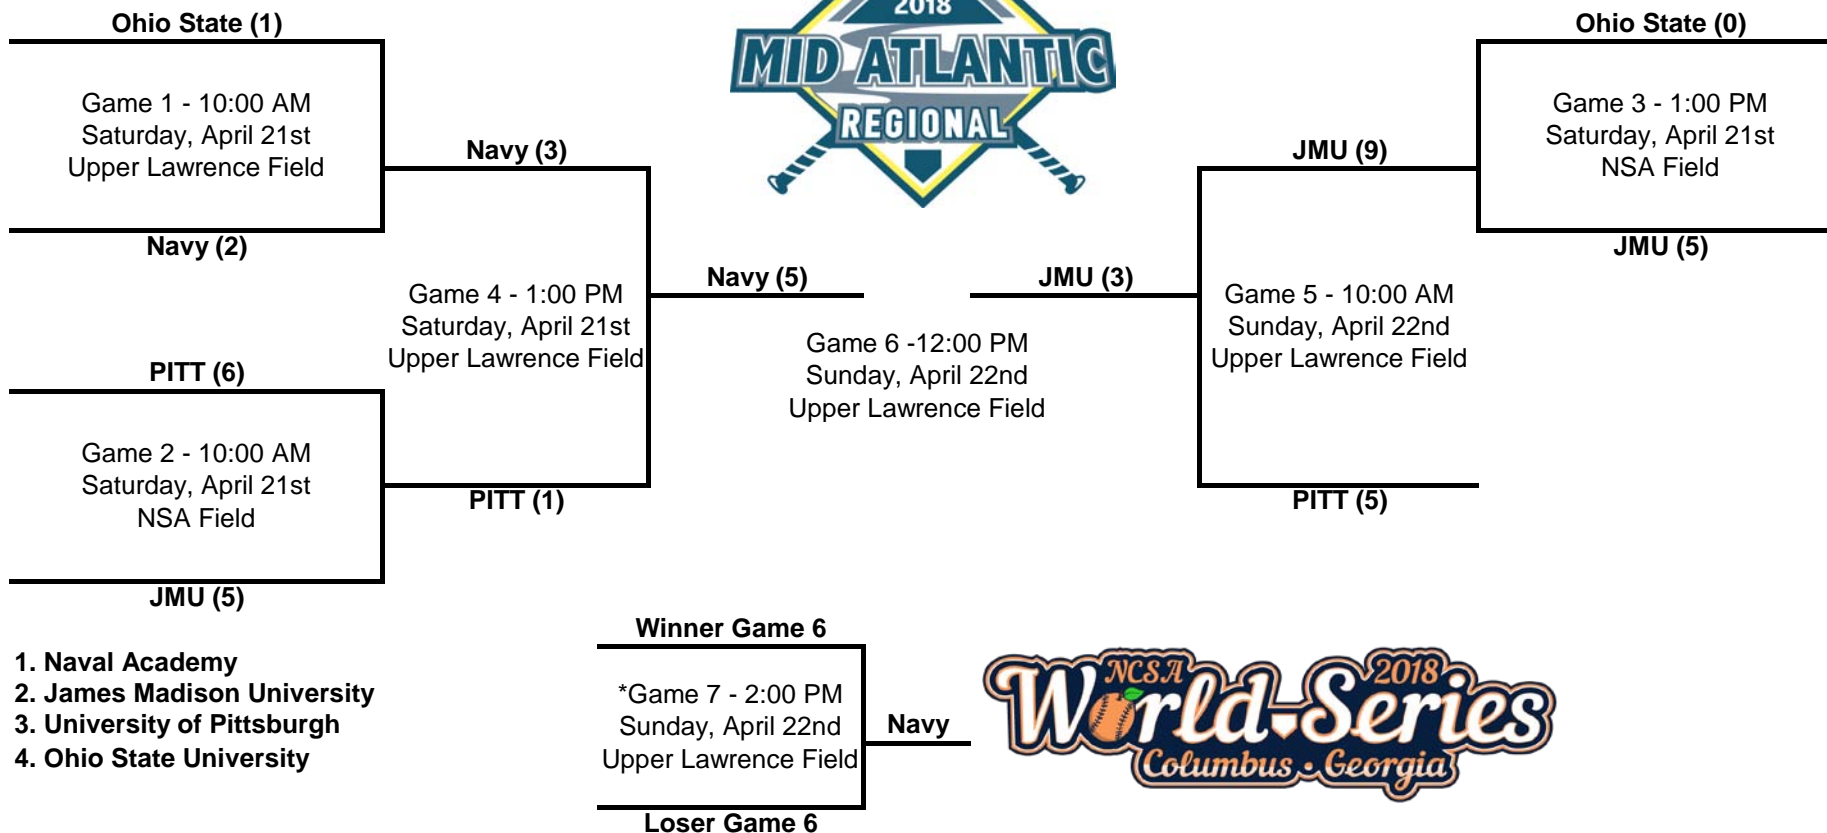 2018
MID ATLANTIC
REGIONAL
Ohio State (1)
Game 1 - 10:00 AM
Saturday, April 21st
Upper Lawrence Field
Navy (2)
PITT (6)
Game 2 - 10:00 AM
Saturday, April 21st
NSA Field
JMU (5)
Navy (3)
Game 4 - 1:00 PM
Saturday, April 21st
Upper Lawrence Field
PITT (1)
Navy (5)
JMU (3)
Game 6 -12:00 PM
Sunday, April 22nd
Upper Lawrence Field
JMU (9)
Game 5 - 10:00 AM
Sunday, April 22nd
Upper Lawrence Field
PITT (5)
Ohio State (0)
Game 3 - 1:00 PM
Saturday, April 21st
NSA Field
JMU (5)
1. Naval Academy
2. James Madison University
3. University of Pittsburgh
4. Ohio State University
Winner Game 6
*Game 7 - 2:00 PM
Sunday, April 22nd
Upper Lawrence Field
Loser Game 6
Navy
NCSA 2018
World Series
Columbus • Georgia